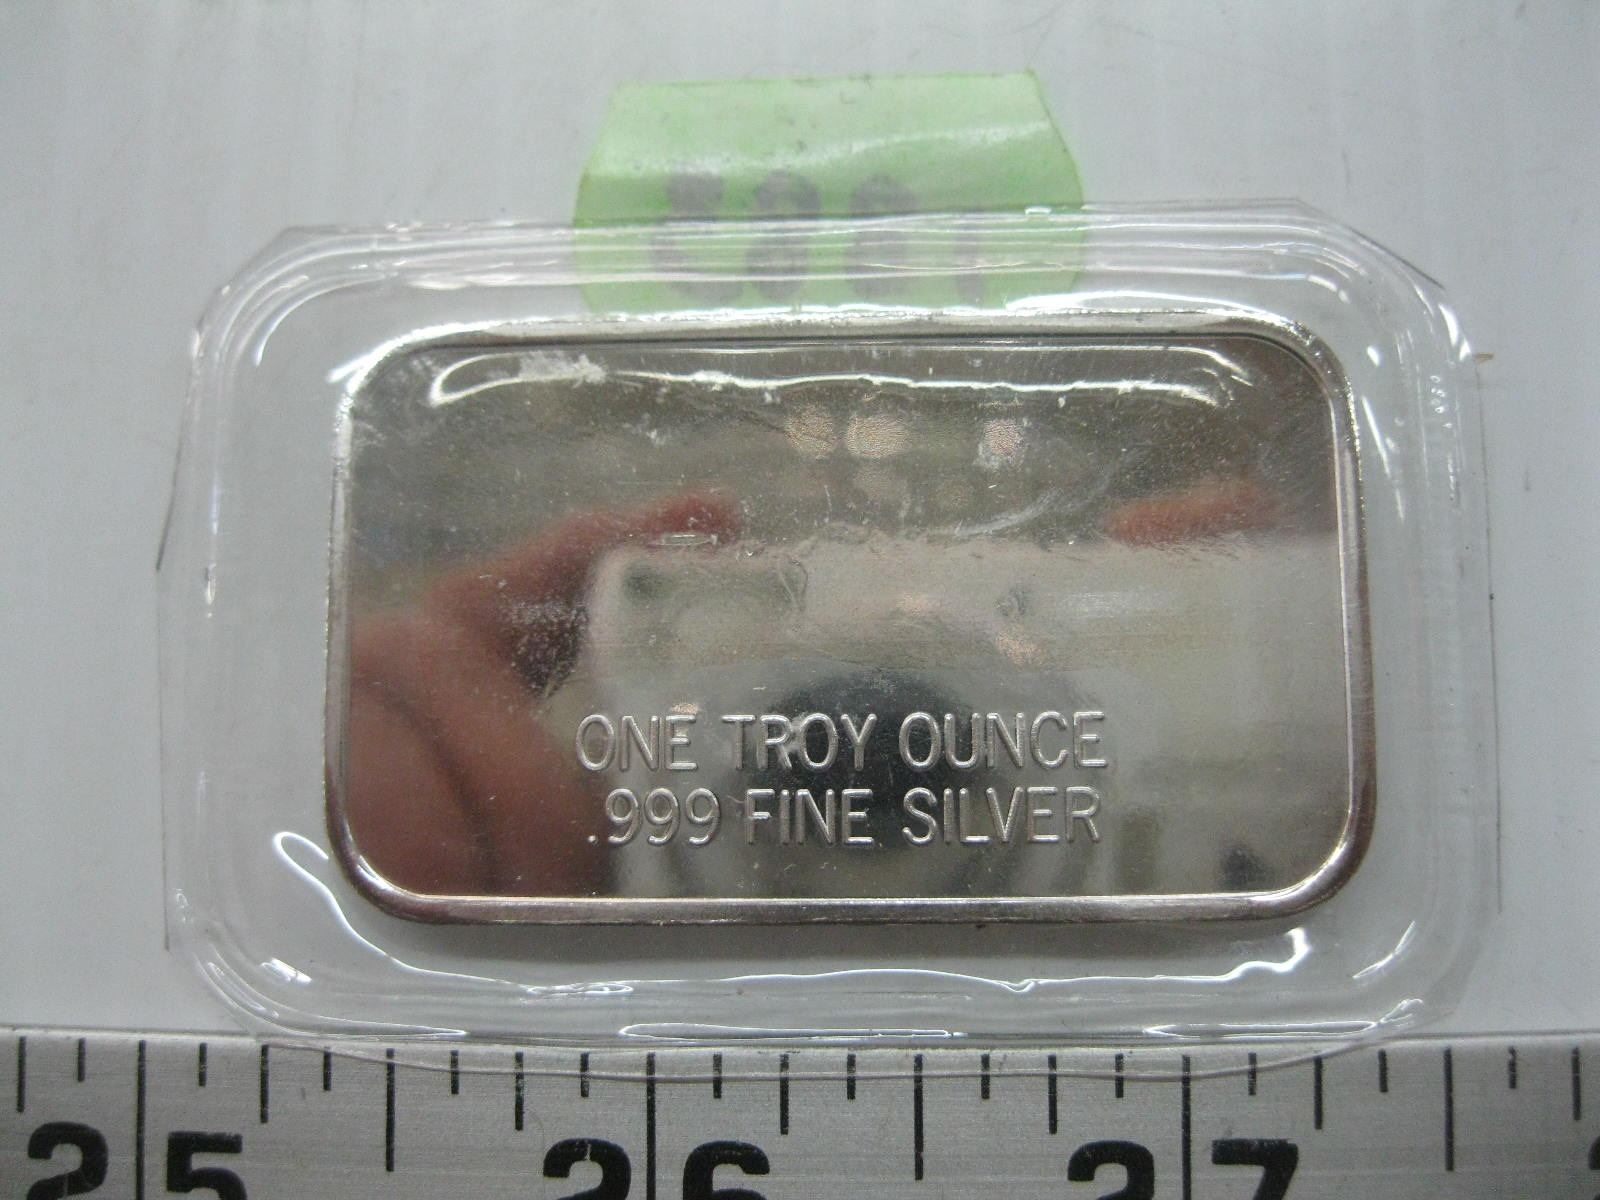 ONE TROY OUNCE
.999 FINE SILVER
25 26 27